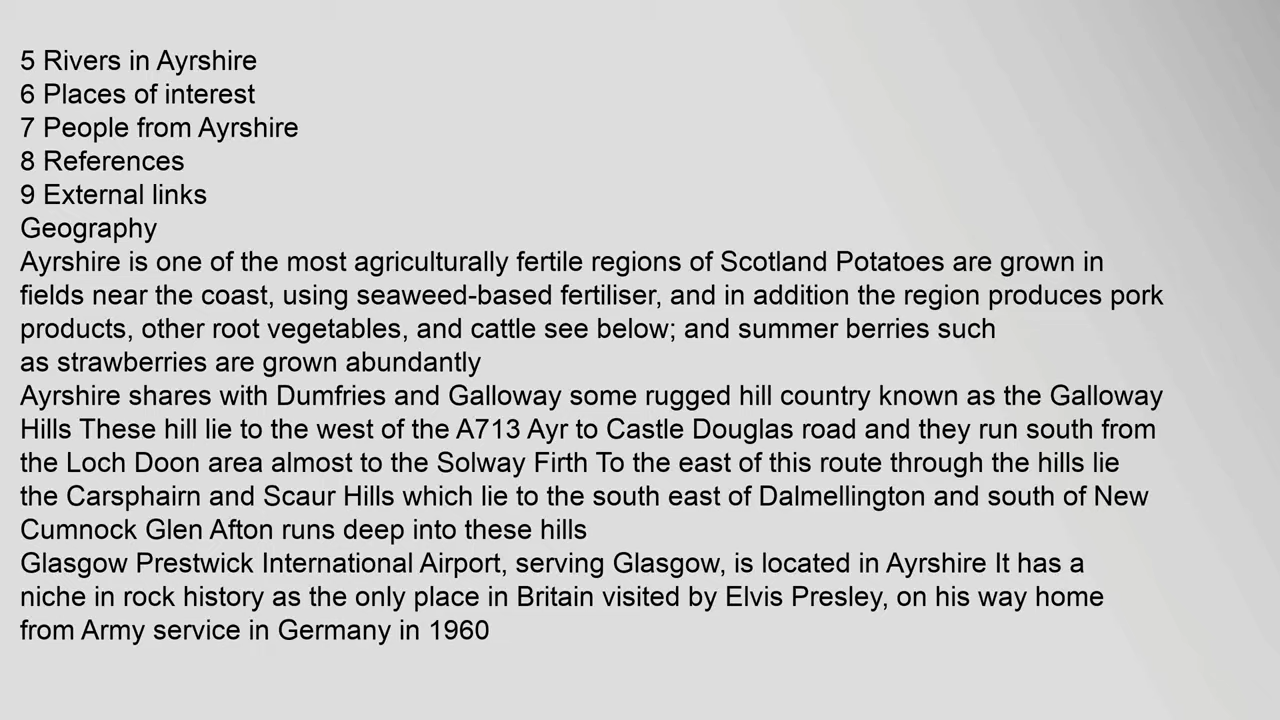 5 Rivers in Ayrshire
6 Places of interest
7 People from Ayrshire
8 References
9 External links
Geography
Ayrshire is one of the most agriculturally fertile regions of Scotland Potatoes are grown in
fields near the coast, using seaweed-based fertiliser, and in addition the region produces pork
products, other root vegetables, and cattle see below; and summer berries such
as strawberries are grown abundantly
Ayrshire shares with Dumfries and Galloway some rugged hill country known as the Galloway
Hills These hill lie to the west of the A713 Ayr to Castle Douglas road and they run south from
the Loch Doon area almost to the Solway Firth To the east of this route through the hills lie
the Carsphairn and Scaur Hills which lie to the south east of Dalmellington and south of New
Cumnock Glen Afton runs deep into these hills
Glasgow Prestwick International Airport, serving Glasgow, is located in Ayrshire It has a
niche in rock history as the only place in Britain visited by Elvis Presley, on his way home
from Army service in Germany in 1960